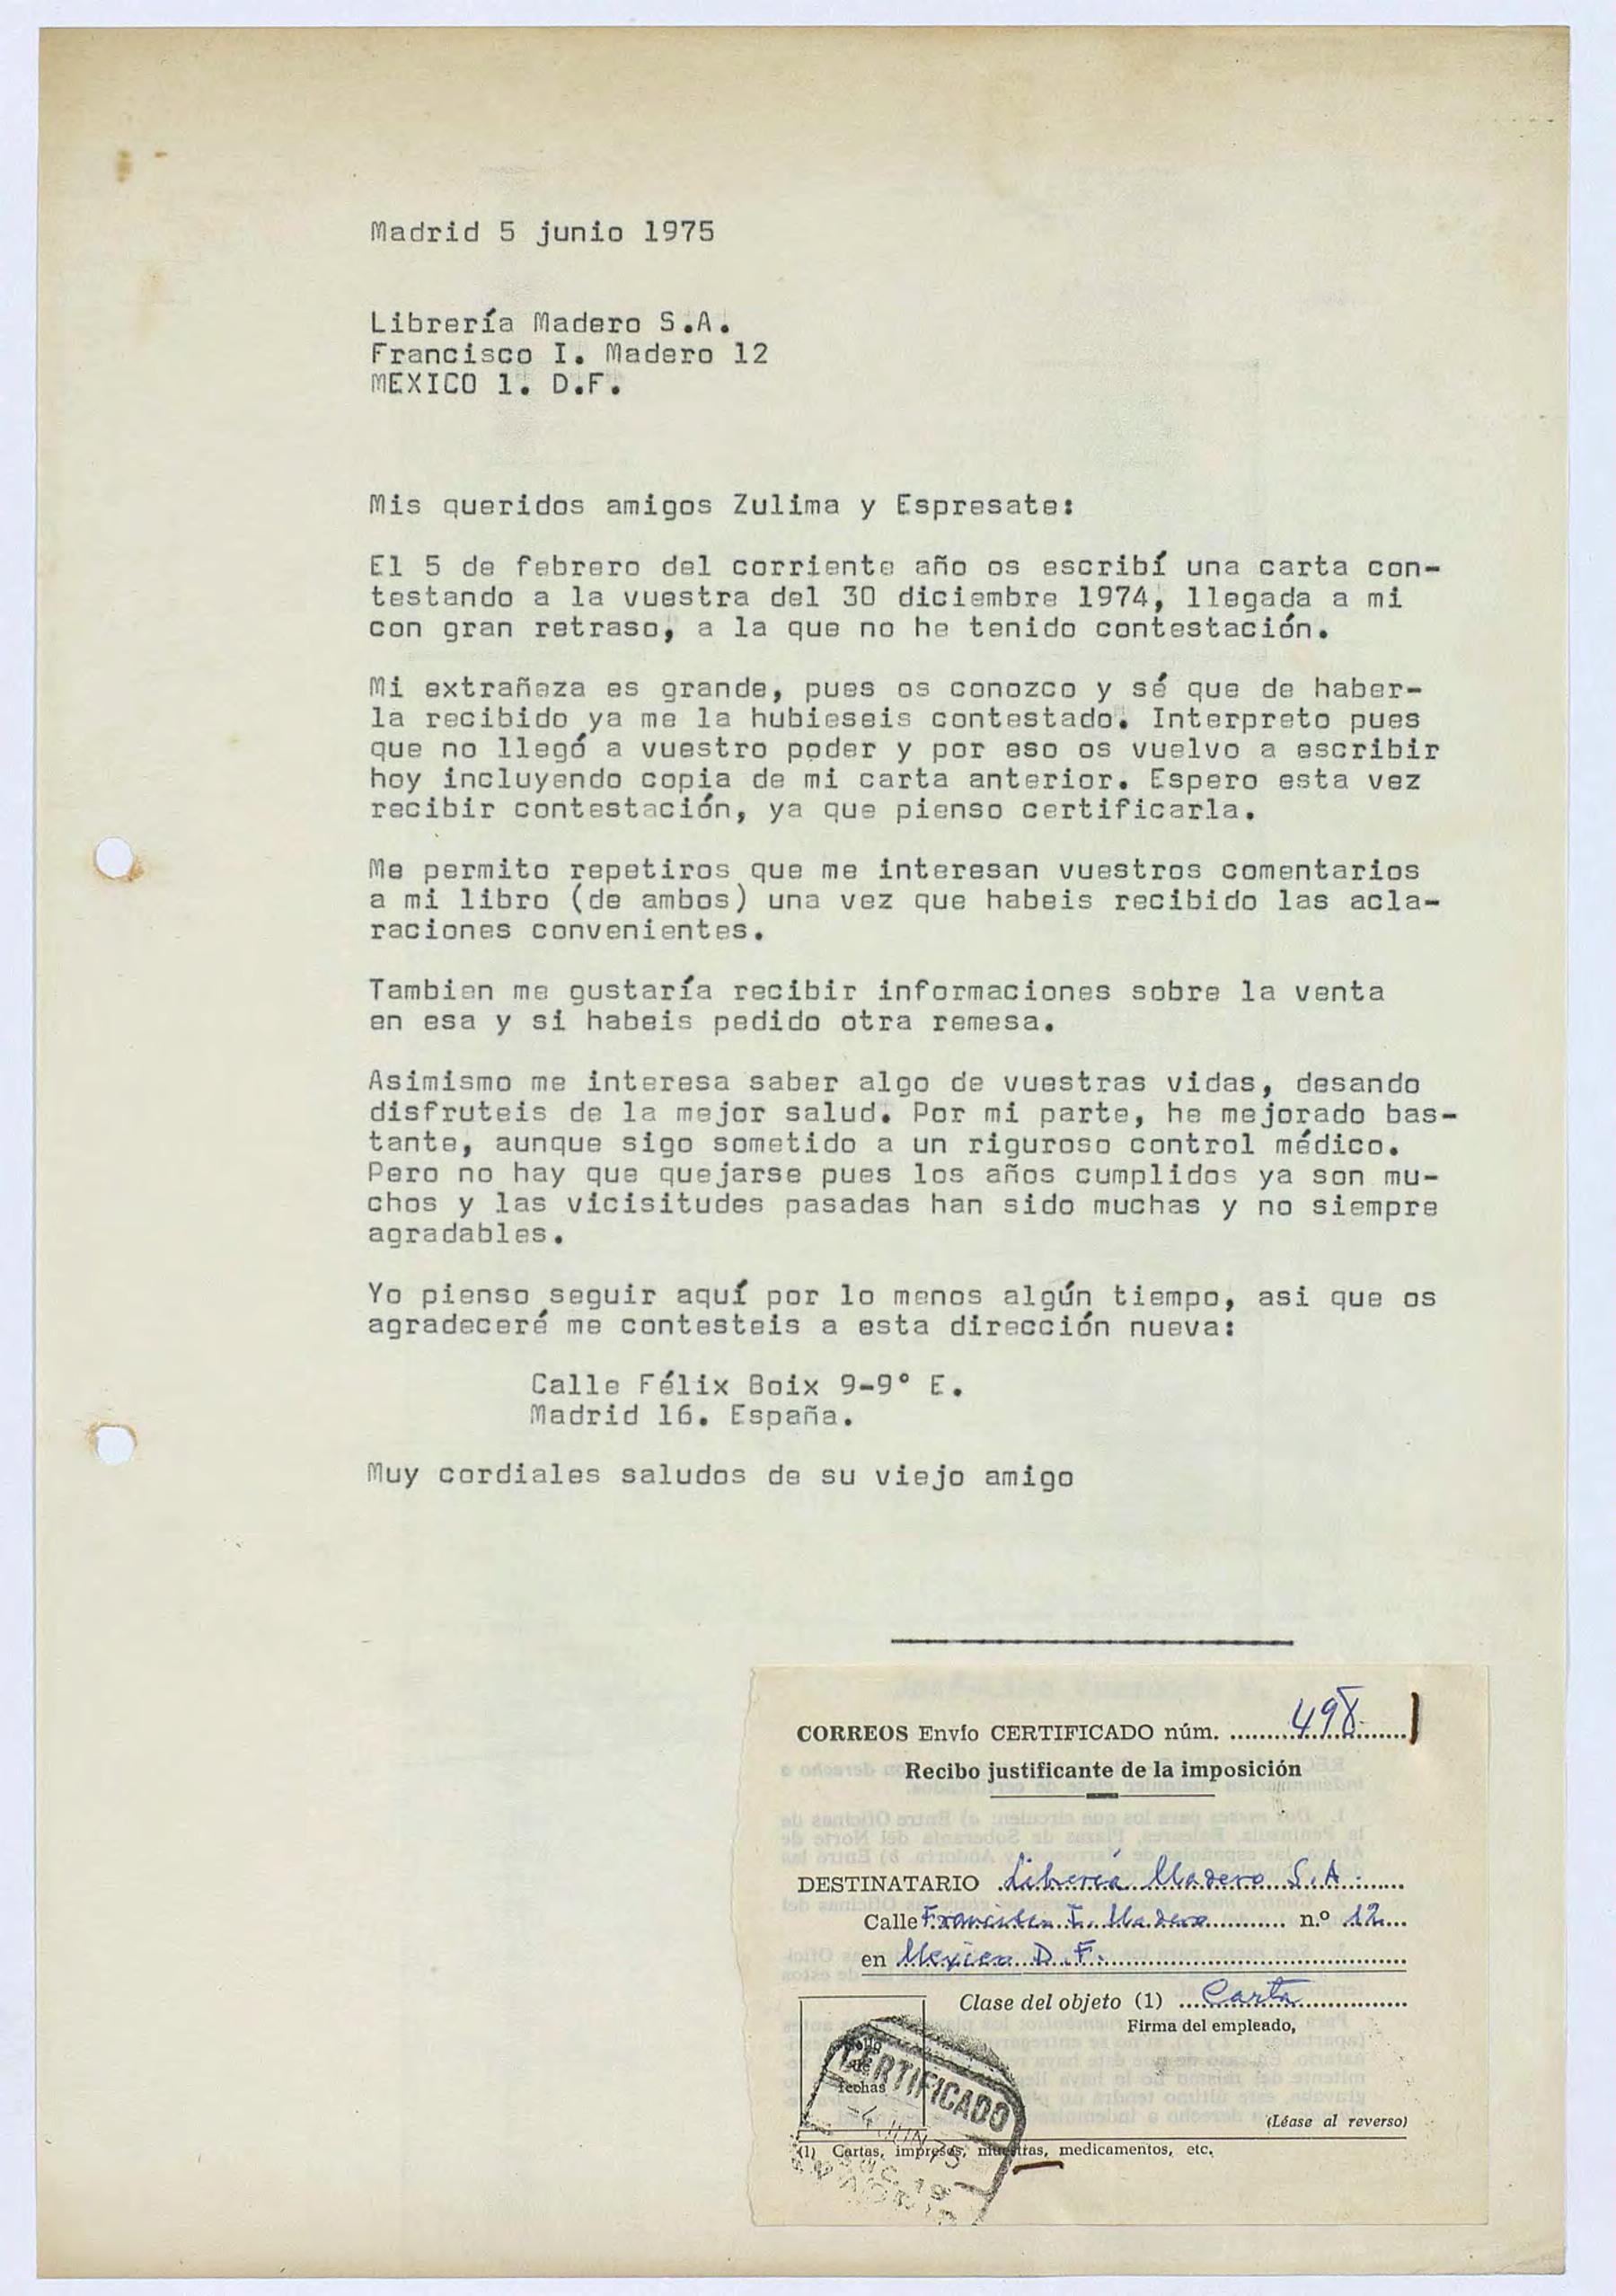 Madrid 5 junio 1975
Librería Madero S.A.
Francisco I. Madero 12
MEXICO 1. D.F.
Mis queridos amigos Zulima y Espresate:
El 5 de febrero del corriente año os escribí una carta con-
testando a la vuestra del 30 diciembre 1974, llegada a mi
con gran retraso, a la que no he tenido contestación.
Mi extrañeza es grande, pues os conozco y sé que de haber-
la recibido ya me la hubieseis contestado. Interpreto pues
que no llegó a vuestro poder y por eso os vuelvo a escribir
hoy incluyendo copia de mi carta anterior. Espero esta vez
recibir contestación, ya que pienso certificarla.
Me permito repetiros que me interesan vuestros comentarios
a mi libro (de ambos) una vez que habeis recibido las acla-
raciones convenientes.
Tambien me gustaría recibir informaciones sobre la venta
en esa y si habeis pedido otra remesa.
Asimismo me interesa saber algo de vuestras vidas, desando
disfruteis de la mejor salud. Por mi parte, he mejorado bas-
tante, aunque sigo sometido a un riguroso control médico.
Pero no hay que quejarse pues los años cumplidos ya son mu-
chos y las vicisitudes pasadas han sido muchas y no siempre
agradables.
Yo pienso seguir aquí por lo menos algún tiempo, asi que os
agradeceré me contesteis a esta dirección nueva:
Calle Félix Boix 9-9° E.
Madrid 16. España.
Muy cordiales saludos de su viejo amigo
CORREOS Envío CERTIFICADO núm. 498
Recibo justificante de la imposición
DESTINATARIO Librería Madero S.A.
Calle Francisco I. Madero n.º 12
en Mexico D.F.
Clase del objeto (1) Carta
Firma del empleado,
Sello
de
fechas
CERTIFICADO
JUN 75
(Léase al reverso)
(1) Cartas, impresos, muestras, medicamentos, etc.